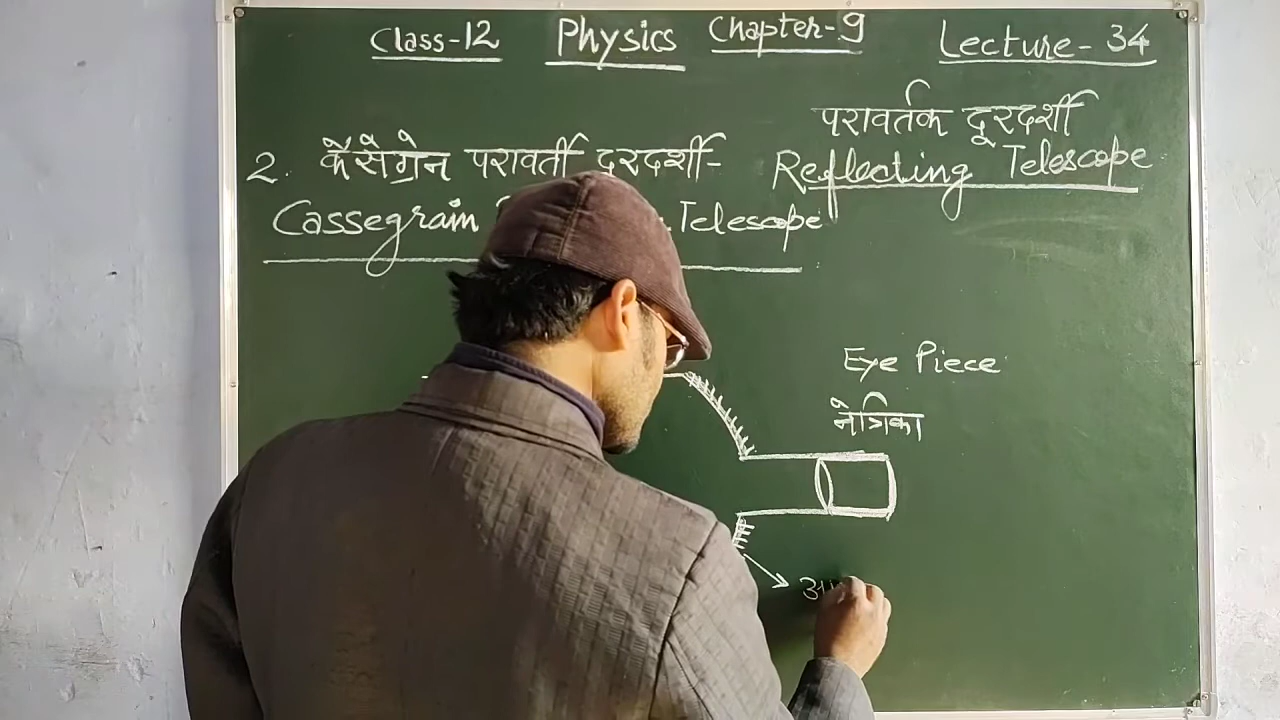 Class-12 Physics Chapter-9 Lecture-34
परावर्तक दूरदर्शी
Reflecting Telescope
2. कैसेग्रेन परावर्ती दूरदर्शी-
Cassegrain Telescope
Eye Piece
नेत्रिका